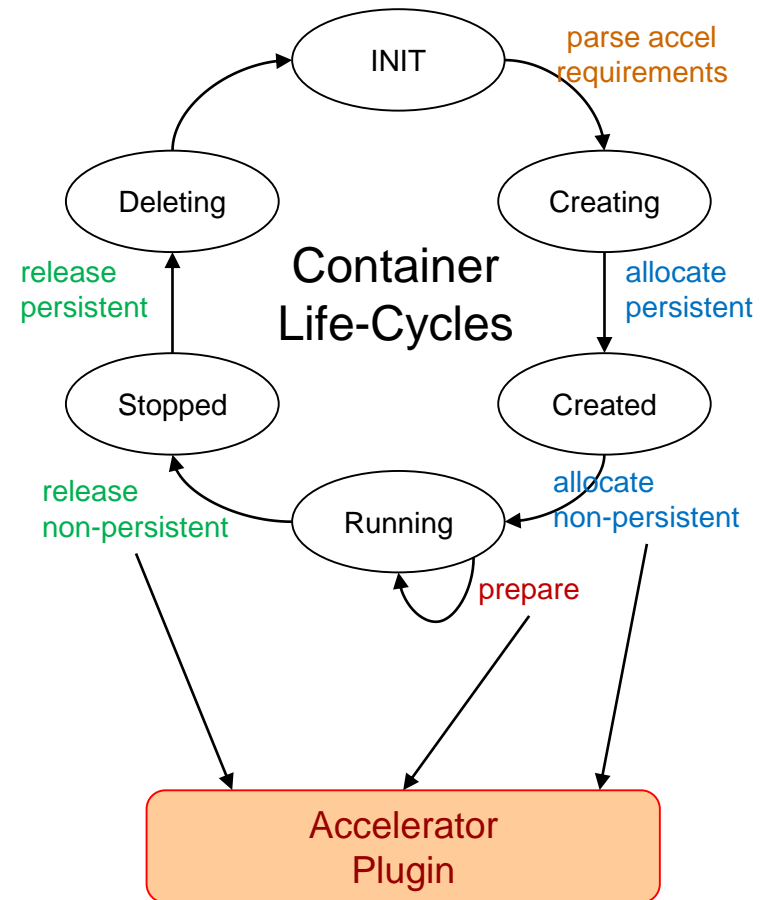 INIT
parse accel
requirements
Deleting
Creating
release
persistent
Container
Life-Cycles
allocate
persistent
Stopped
Created
release
non-persistent
Running
allocate
non-persistent
prepare
Accelerator
Plugin